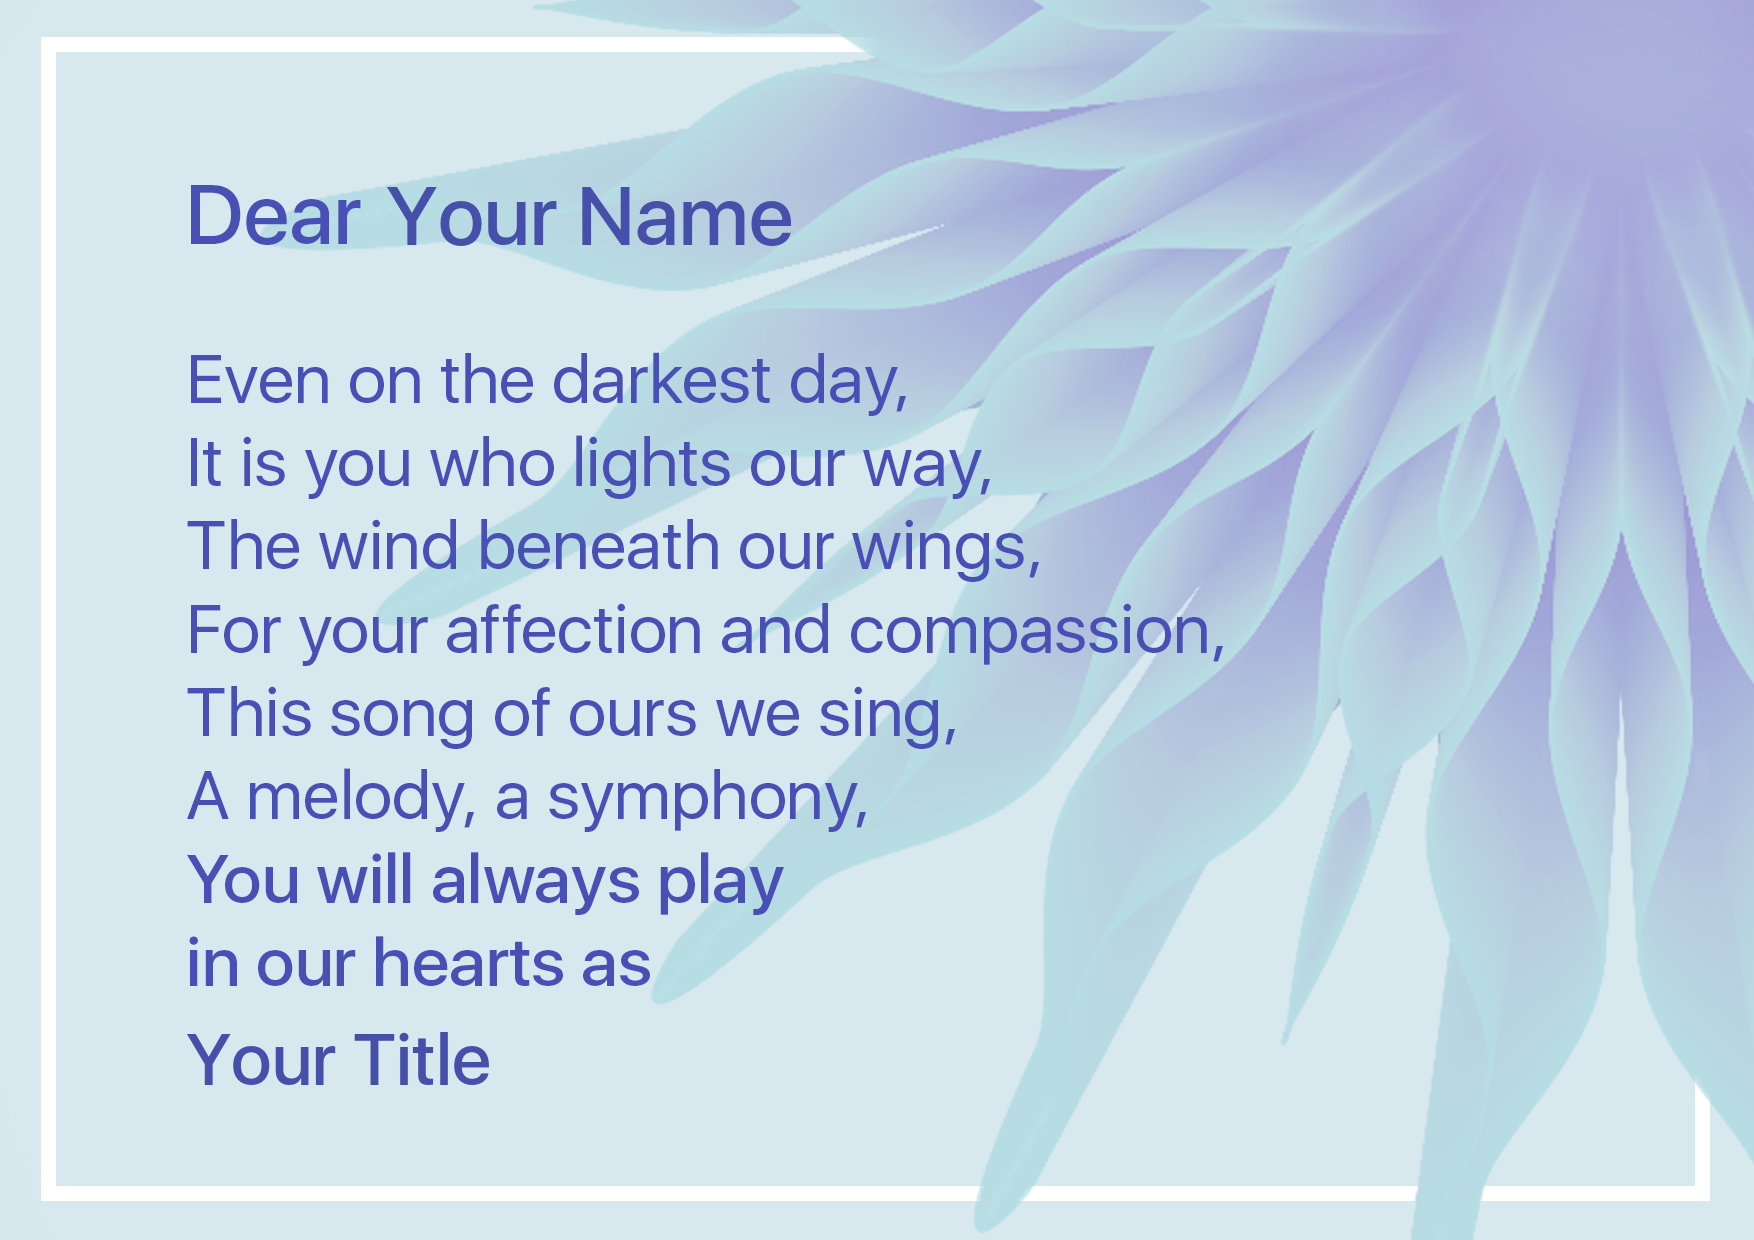 Dear Your Name
Even on the darkest day,
It is you who lights our way,
The wind beneath our wings,
For your affection and compassion,
This song of ours we sing,
A melody, a symphony,
You will always play
in our hearts as
Your Title